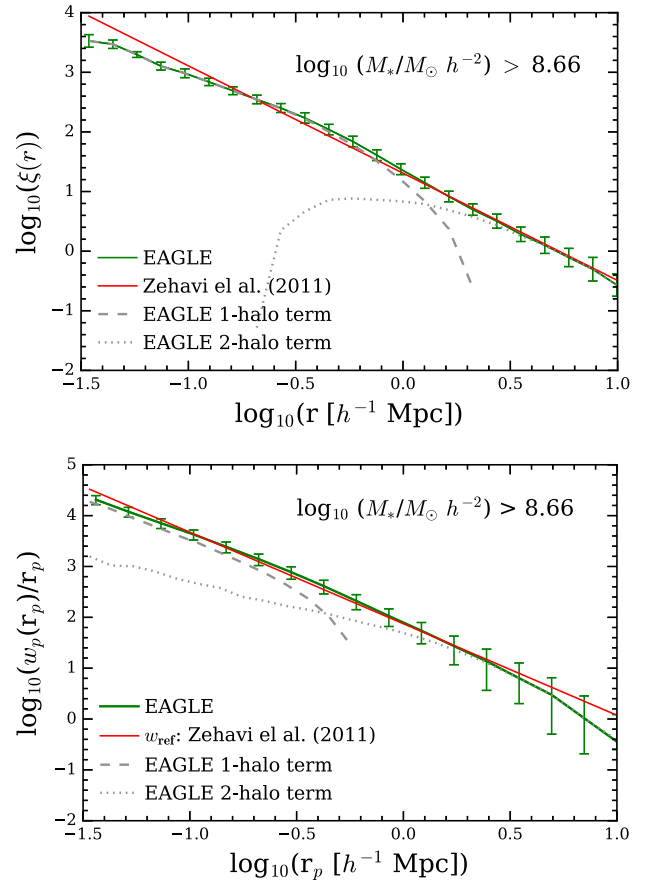 4
log₁₀ (M∗/M⊙ h⁻²) > 8.66
3
2
log₁₀(ξ(r))
1
0
EAGLE
Zehavi el al. (2011)
−1
EAGLE 1-halo term
EAGLE 2-halo term
−2
−1.5 −1.0 −0.5 0.0 0.5 1.0
log₁₀(r [h⁻¹ Mpc])
5
log₁₀ (M∗/M⊙ h⁻²) > 8.66
4
3
2
log₁₀(wₚ(rₚ)/rₚ)
1
EAGLE
0
w_ref: Zehavi el al. (2011)
−1
EAGLE 1-halo term
EAGLE 2-halo term
−2
−1.5 −1.0 −0.5 0.0 0.5 1.0
log₁₀(rₚ [h⁻¹ Mpc])